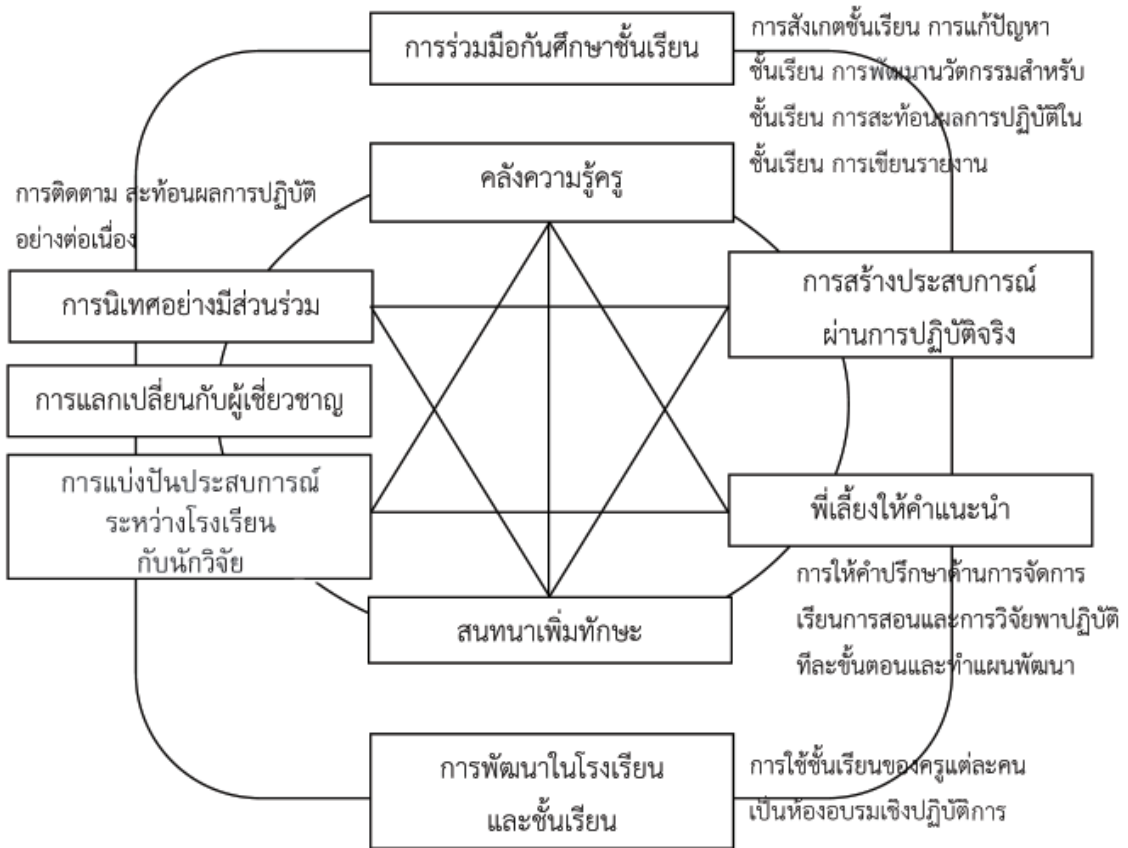 การร่วมมือกันศึกษาชั้นเรียน
การสังเกตชั้นเรียน การแก้ปัญหา
ชั้นเรียน การพัฒนานวัตกรรมสำหรับ
ชั้นเรียน การสะท้อนผลการปฏิบัติใน
ชั้นเรียน การเขียนรายงาน
คลังความรู้ครู
การติดตาม สะท้อนผลการปฏิบัติ
อย่างต่อเนื่อง
การนิเทศอย่างมีส่วนร่วม
การสร้างประสบการณ์
ผ่านการปฏิบัติจริง
การแลกเปลี่ยนกับผู้เชี่ยวชาญ
การแบ่งปันประสบการณ์
ระหว่างโรงเรียน
กับนักวิจัย
พี่เลี้ยงให้คำแนะนำ
การให้คำปรึกษาด้านการจัดการ
เรียนการสอนและการวิจัยพาปฏิบัติ
ทีละขั้นตอนและทำแผนพัฒนา
สนทนาเพิ่มทักษะ
การพัฒนาในโรงเรียน
และชั้นเรียน
การใช้ชั้นเรียนของครูแต่ละคน
เป็นห้องอบรมเชิงปฏิบัติการ